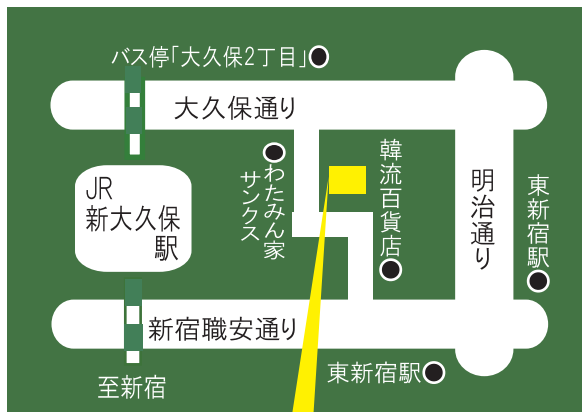 バス停「大久保2丁目」
大久保通り
JR
新大久保
駅
わたみん家
サンクス
韓流百貨店
明治通り
東新宿駅
新宿職安通り
東新宿駅
至新宿